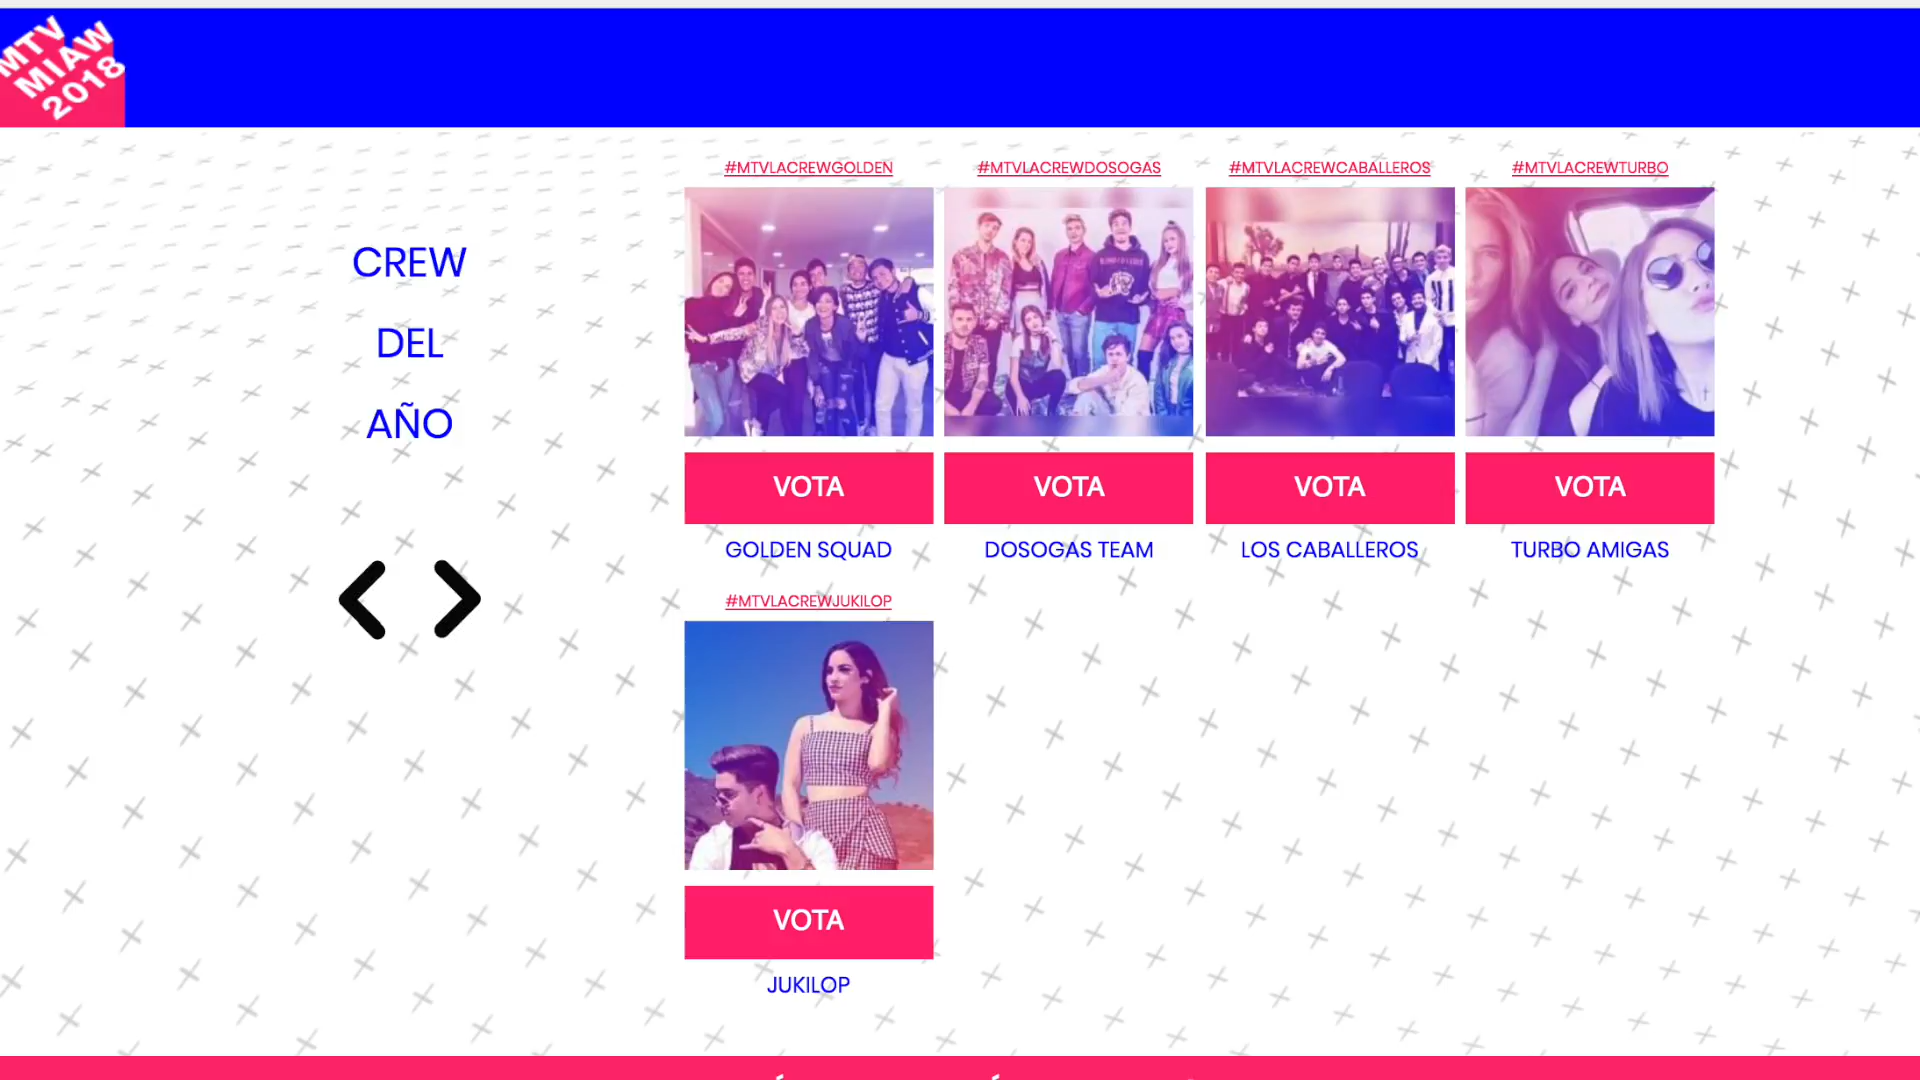 MTV
MIAW
2018
CREW
DEL
AÑO
#MTVLACREWGOLDEN
#MTVLACREWDOSOGAS
#MTVLACREWCABALLEROS
#MTVLACREWTURBO
VOTA
VOTA
VOTA
VOTA
GOLDEN SQUAD
DOSOGAS TEAM
LOS CABALLEROS
TURBO AMIGAS
#MTVLACREWJUKILOP
VOTA
JUKILOP